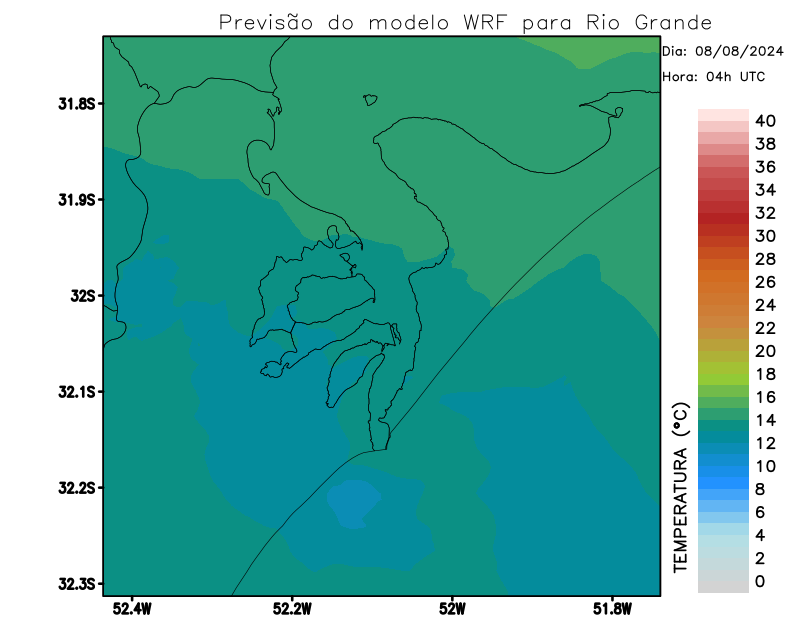 Previsão do modelo WRF para Rio Grande
Dia: 08/08/2024
Hora: 04h UTC
31.8S
31.9S
32S
32.1S
32.2S
32.3S
52.4W
52.2W
52W
51.8W
TEMPERATURA (°C)
40
38
36
34
32
30
28
26
24
22
20
18
16
14
12
10
8
6
4
2
0